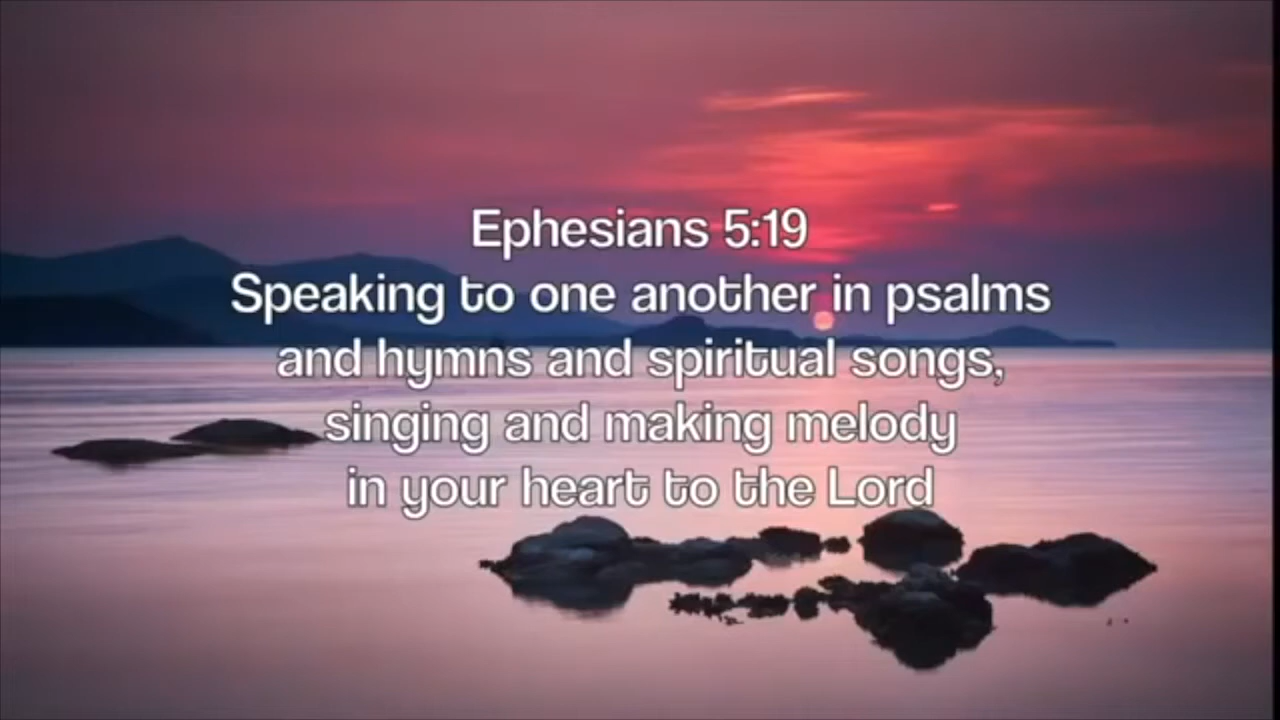 Ephesians 5:19
Speaking to one another in psalms
and hymns and spiritual songs,
singing and making melody
in your heart to the Lord